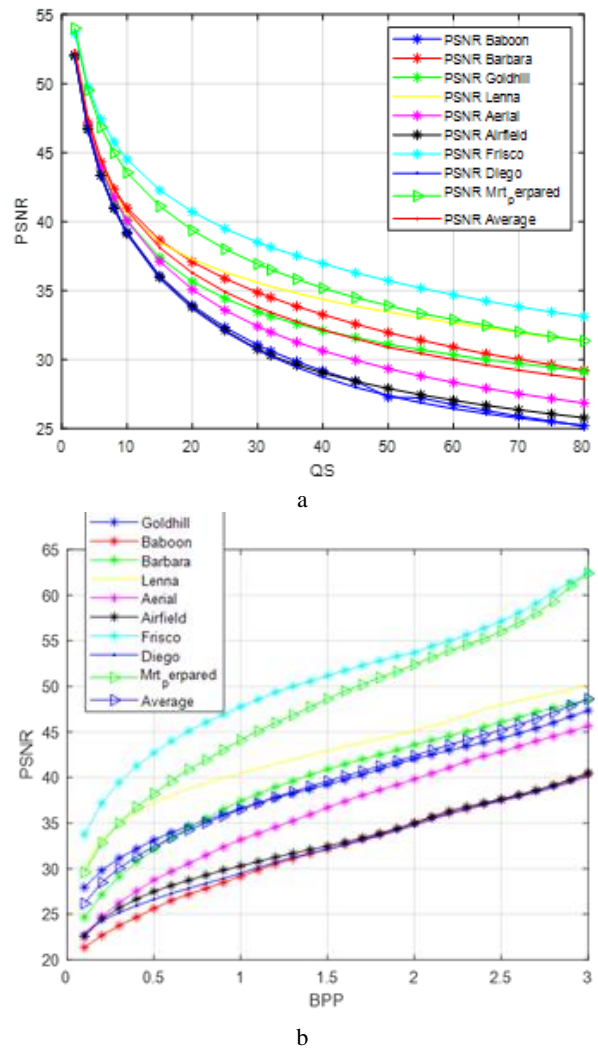 55
50
45
40
35
30
25
PSNR
PSNR Baboon
PSNR Barbara
PSNR Goldhill
PSNR Lenna
PSNR Aerial
PSNR Airfield
PSNR Frisco
PSNR Diego
PSNR Mrt_perpared
PSNR Average
0 10 20 30 40 50 60 70 80
QS
a
Goldhill
Baboon
Barbara
Lenna
Aerial
Airfield
Frisco
Diego
Mrt_perpared
Average
65
60
55
50
45
40
35
30
25
20
PSNR
0 0.5 1 1.5 2 2.5 3
BPP
b